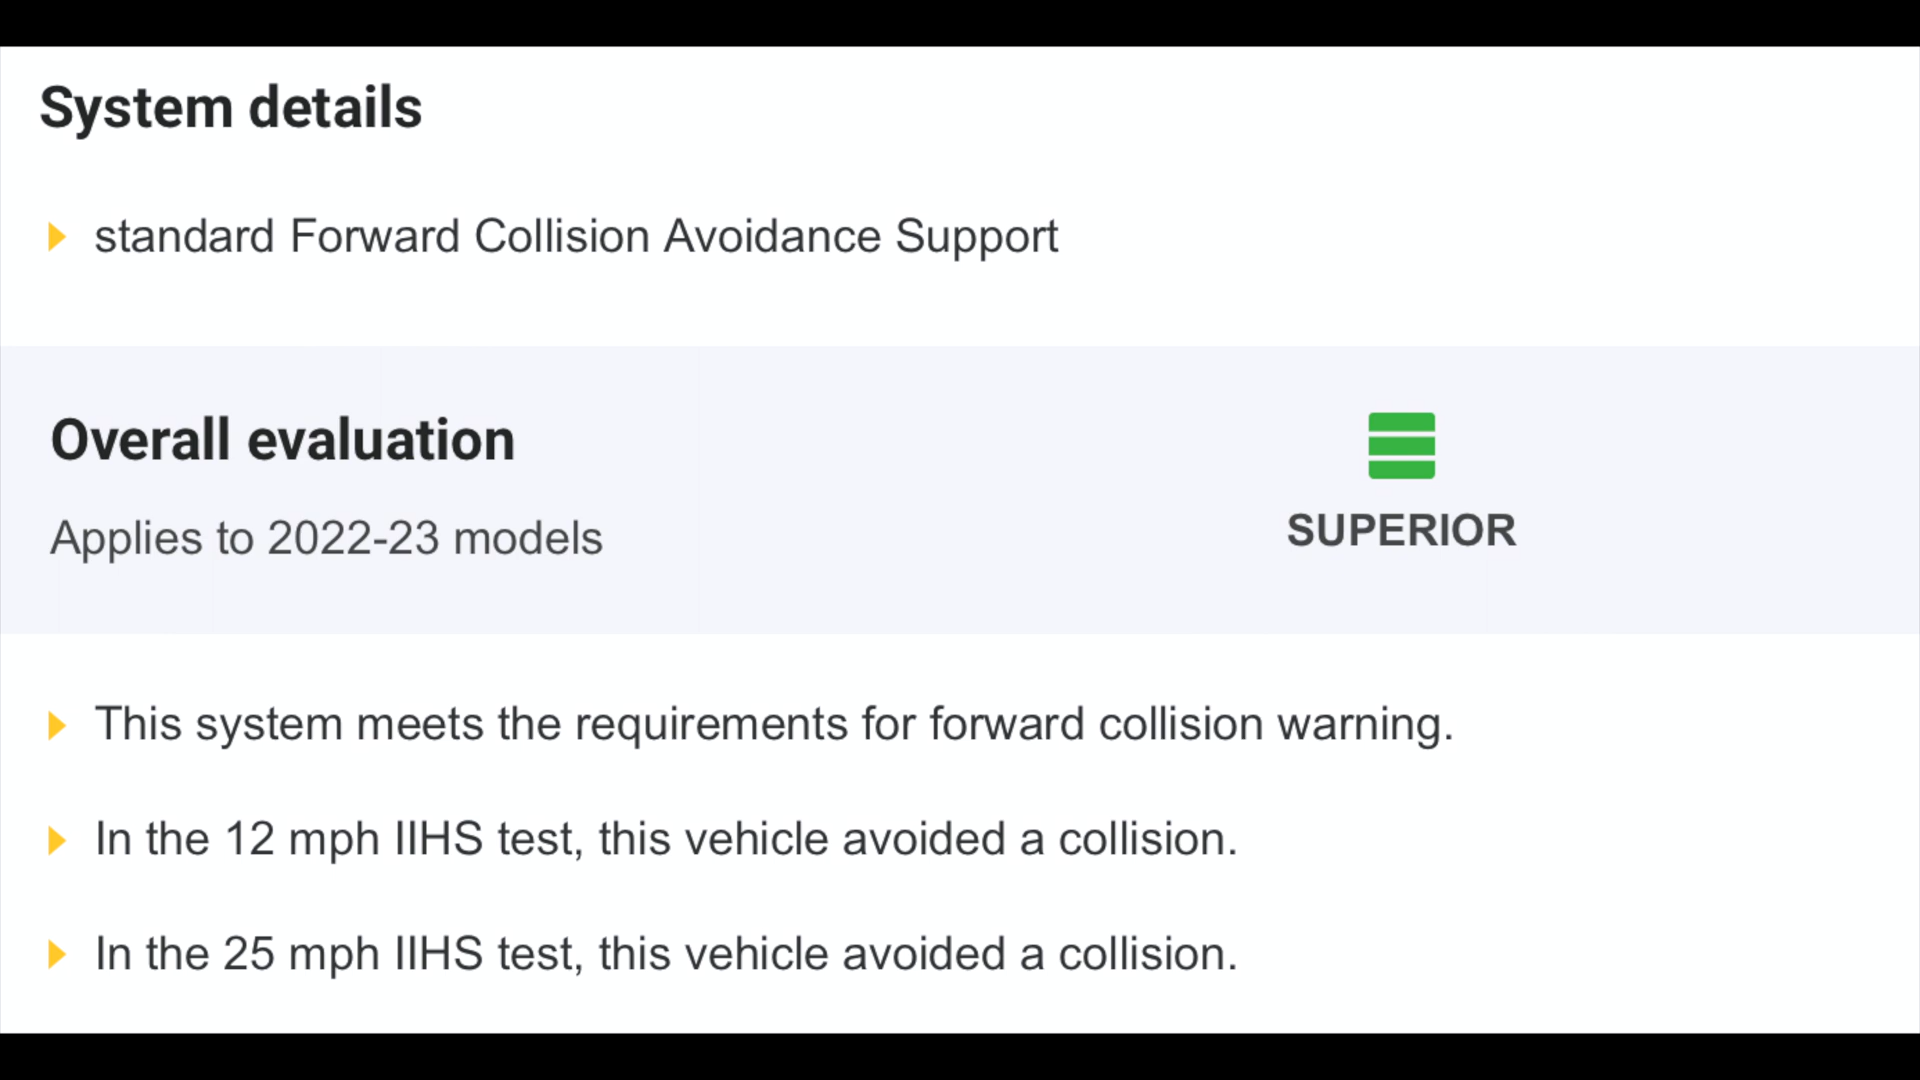 System details
standard Forward Collision Avoidance Support
Overall evaluation
SUPERIOR
Applies to 2022-23 models
This system meets the requirements for forward collision warning.
In the 12 mph IIHS test, this vehicle avoided a collision.
In the 25 mph IIHS test, this vehicle avoided a collision.